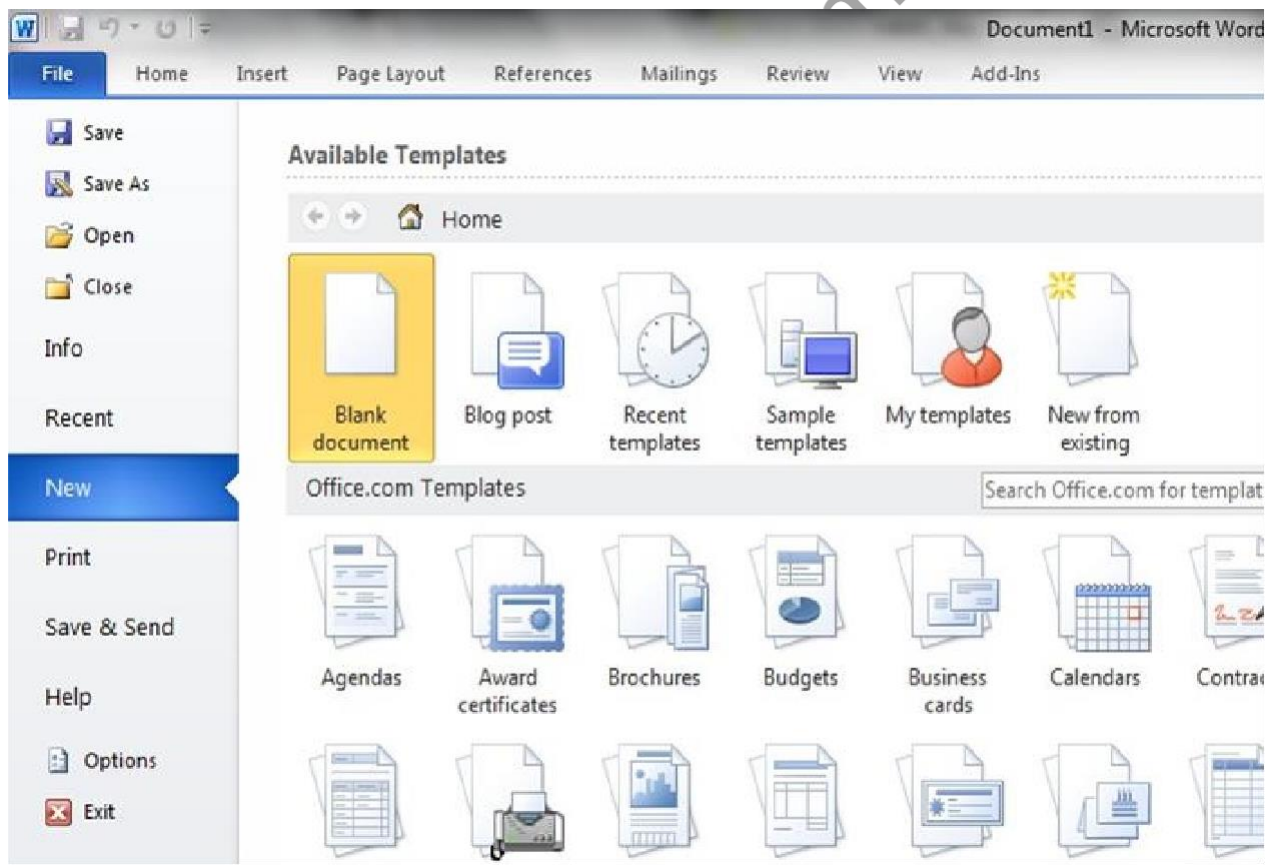 Document1 - Microsoft Word
File Home Insert Page Layout References Mailings Review View Add-Ins
Save
Save As
Open
Close
Info
Recent
New
Print
Save & Send
Help
Options
Exit
Available Templates
Home
Blank document
Blog post
Recent templates
Sample templates
My templates
New from existing
Office.com Templates
Search Office.com for templat
Agendas
Award certificates
Brochures
Budgets
Business cards
Calendars
Contrac